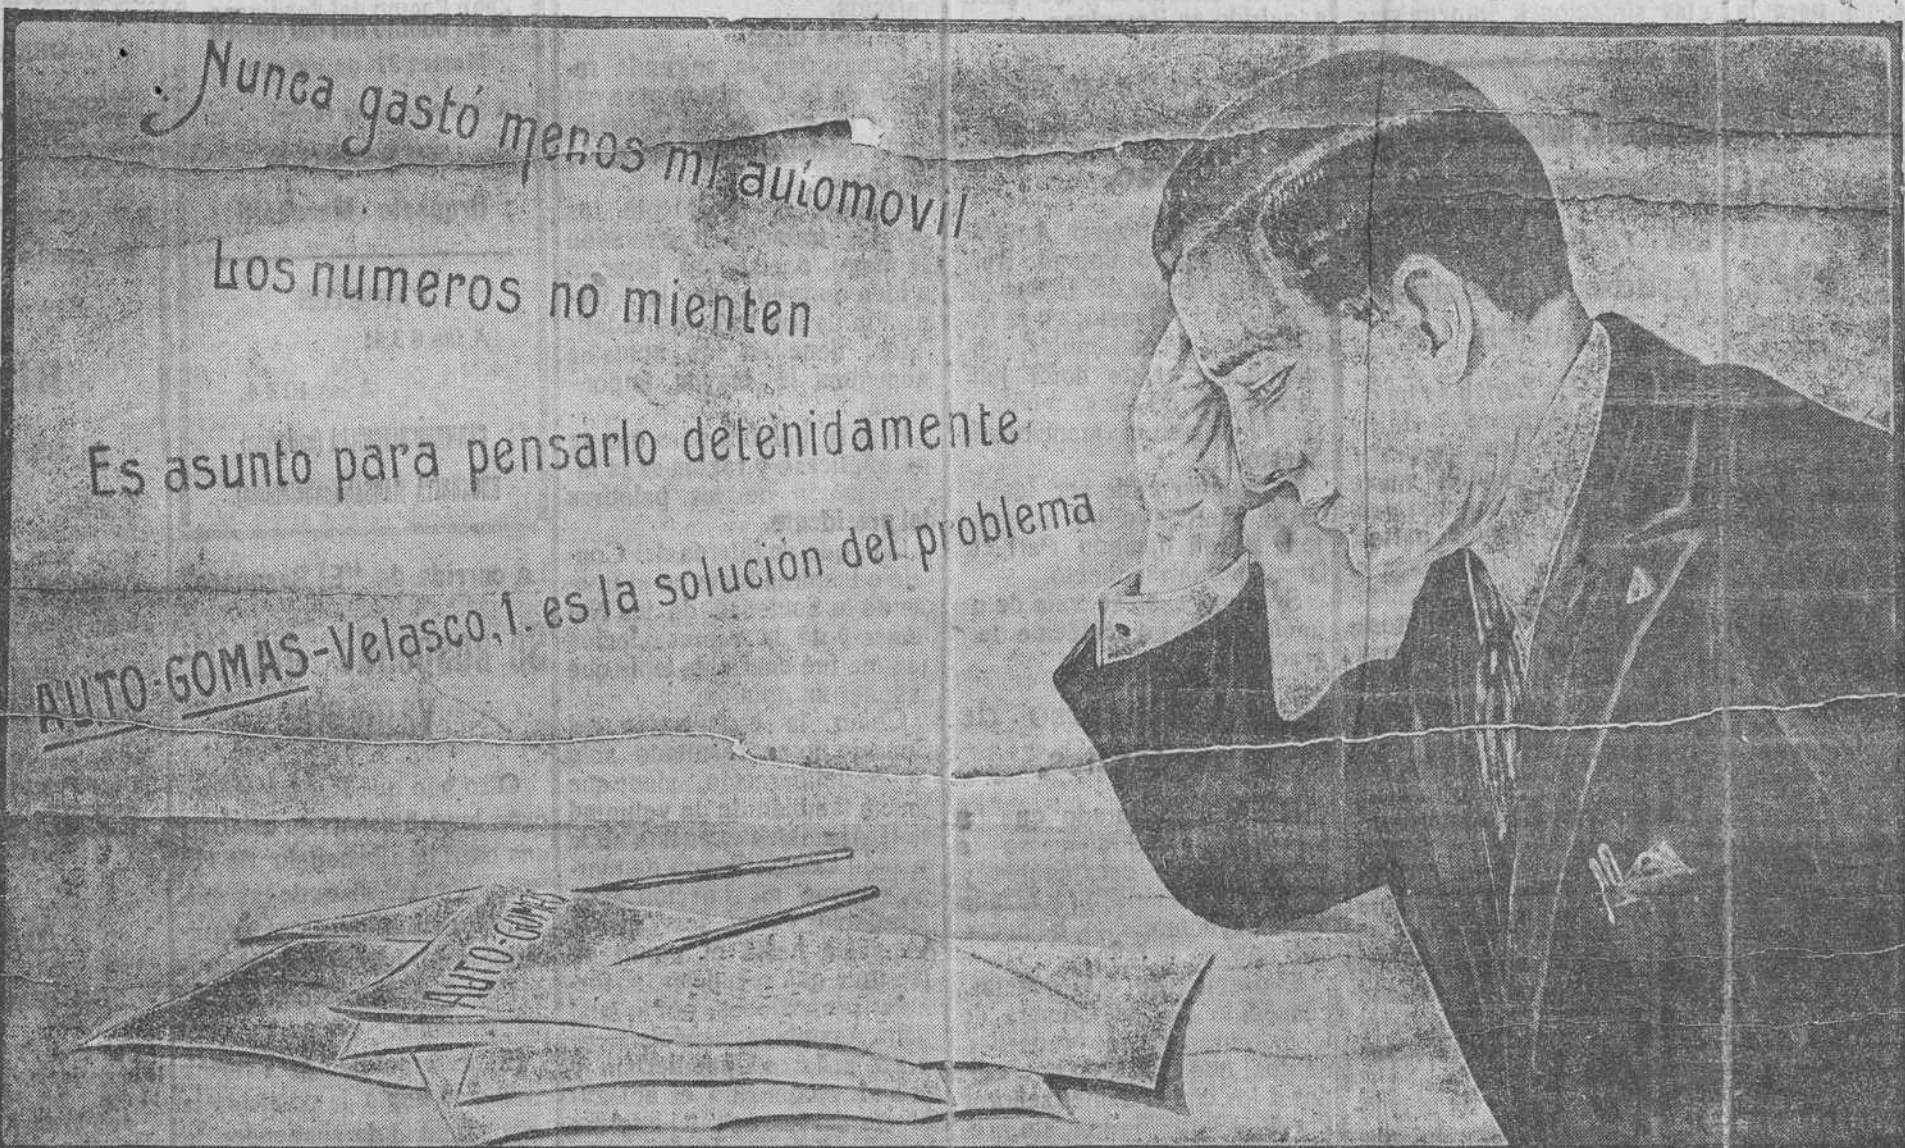 Nunca gastó menos mi automovil
Los numeros no mienten
Es asunto para pensarlo detenidamente
AUTO-GOMAS-Velasco,1. es la solución del problema
AUTO-GOMAS